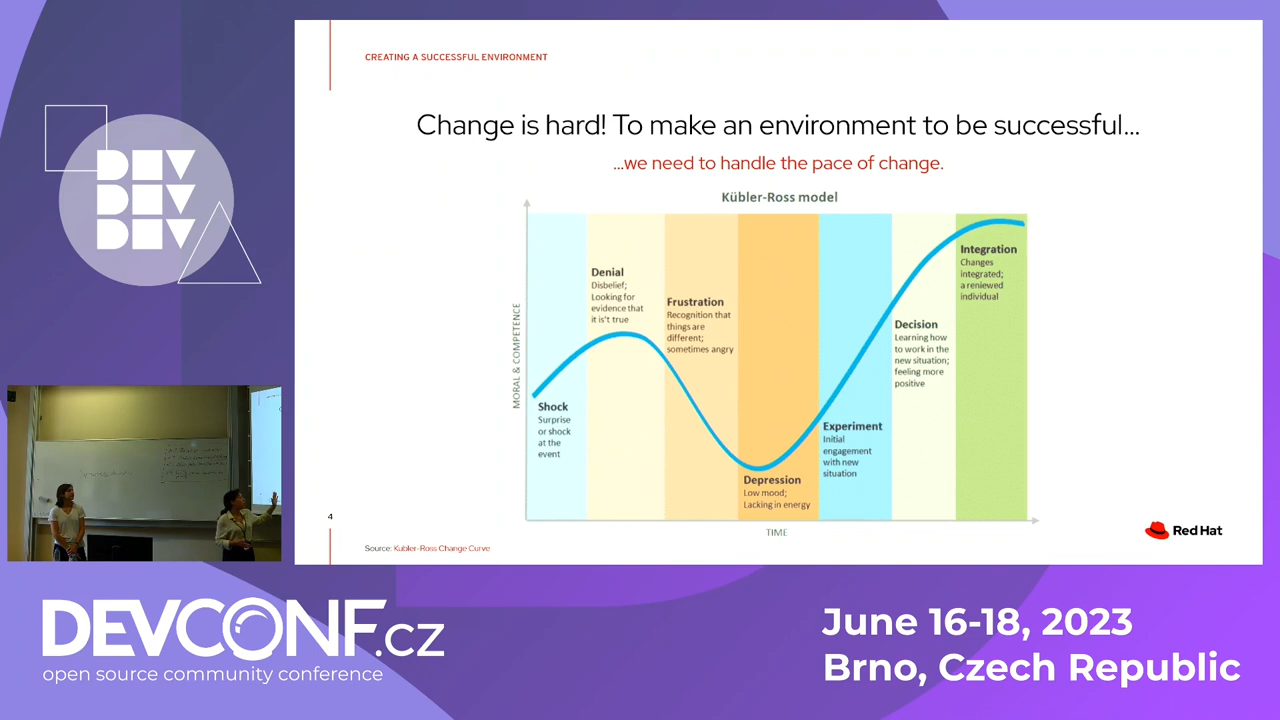 CREATING A SUCCESSFUL ENVIRONMENT
Change is hard! To make an environment to be successful...
...we need to handle the pace of change.
Kübler-Ross model
MORAL & COMPETENCE
Shock
Surprise
or shock
at the
event
Denial
Disbelief;
Looking for
evidence that
it is't true
Frustration
Recognition that
things are
different;
sometimes angry
Depression
Low mood;
Lacking in energy
Experiment
Initial
engagement
with new
situation
Decision
Learning how
to work in the
new situation;
feeling more
positive
Integration
Changes
integrated;
a reniewed
individual
TIME
4
Source: Kubler-Ross Change Curve
Red Hat
DEV
DEV
DEV
DEVCONF.cz
open source community conference
June 16-18, 2023
Brno, Czech Republic